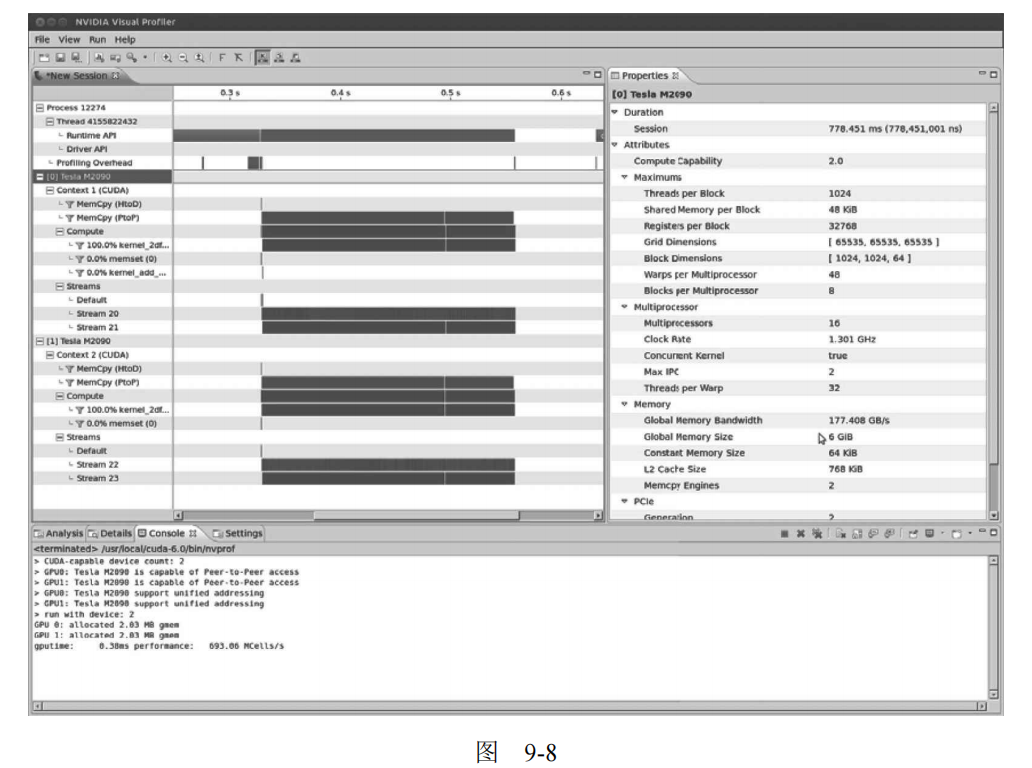 NVIDIA Visual Profiler
File View Run Help
*New Session
0.3 s 0.4 s 0.5 s 0.6 s
Process 12274
Thread 4155822432
Runtime API
Driver API
Profiling Overhead
[0] Tesla M2090
Context 1 (CUDA)
MemCpy (HtoD)
MemCpy (PtoP)
Compute
100.0% kernel_2df...
0.0% memset (0)
0.0% kernel_add_...
Streams
Default
Stream 20
Stream 21
[1] Tesla M2090
Context 2 (CUDA)
MemCpy (HtoD)
MemCpy (PtoP)
Compute
100.0% kernel_2df...
0.0% memset (0)
Streams
Default
Stream 22
Stream 23
Properties
[0] Tesla M2090
Duration
Session 778.451 ms (778,451,001 ns)
Attributes
Compute Capability 2.0
Maximums
Threads per Block 1024
Shared Memory per Block 48 KiB
Registers per Block 32768
Grid Dimensions [ 65535, 65535, 65535 ]
Block Dimensions [ 1024, 1024, 64 ]
Warps per Multiprocessor 48
Blocks per Multiprocessor 8
Multiprocessor
Multiprocessors 16
Clock Rate 1.301 GHz
Concurrent Kernel true
Max IPC 2
Threads per Warp 32
Memory
Global Memory Bandwidth 177.408 GB/s
Global Memory Size 6 GiB
Constant Memory Size 64 KiB
L2 Cache Size 768 KiB
Memcpy Engines 2
PCIe
Generation 2
Analysis Details Console Settings
<terminated> /usr/local/cuda-6.0/bin/nvprof
> CUDA-capable device count: 2
> GPU0: Tesla M2090 is capable of Peer-to-Peer access
> GPU1: Tesla M2090 is capable of Peer-to-Peer access
> GPU0: Tesla M2090 support unified addressing
> GPU1: Tesla M2090 support unified addressing
> run with device: 2
GPU 0: allocated 2.03 MB gmem
GPU 1: allocated 2.03 MB gmem
gputime: 0.38ms performance: 693.06 MCells/s
图 9-8